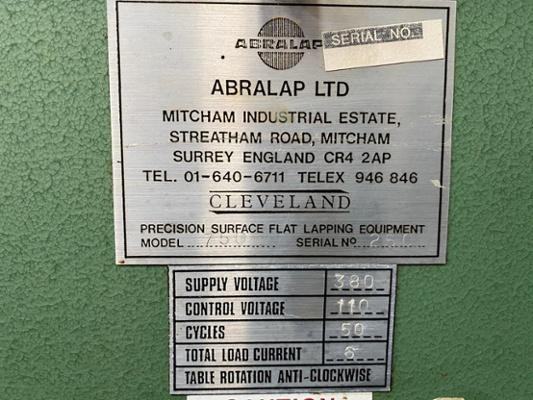 ABRALAP
SERIAL NO.
ABRALAP LTD
MITCHAM INDUSTRIAL ESTATE,
STREATHAM ROAD, MITCHAM
SURREY ENGLAND CR4 2AP
TEL. 01-640-6711 TELEX 946 846
CLEVELAND
PRECISION SURFACE FLAT LAPPING EQUIPMENT
MODEL 750 SERIAL Nº
SUPPLY VOLTAGE 380
CONTROL VOLTAGE 110
CYCLES 50
TOTAL LOAD CURRENT 6
TABLE ROTATION ANTI-CLOCKWISE
CAUTION